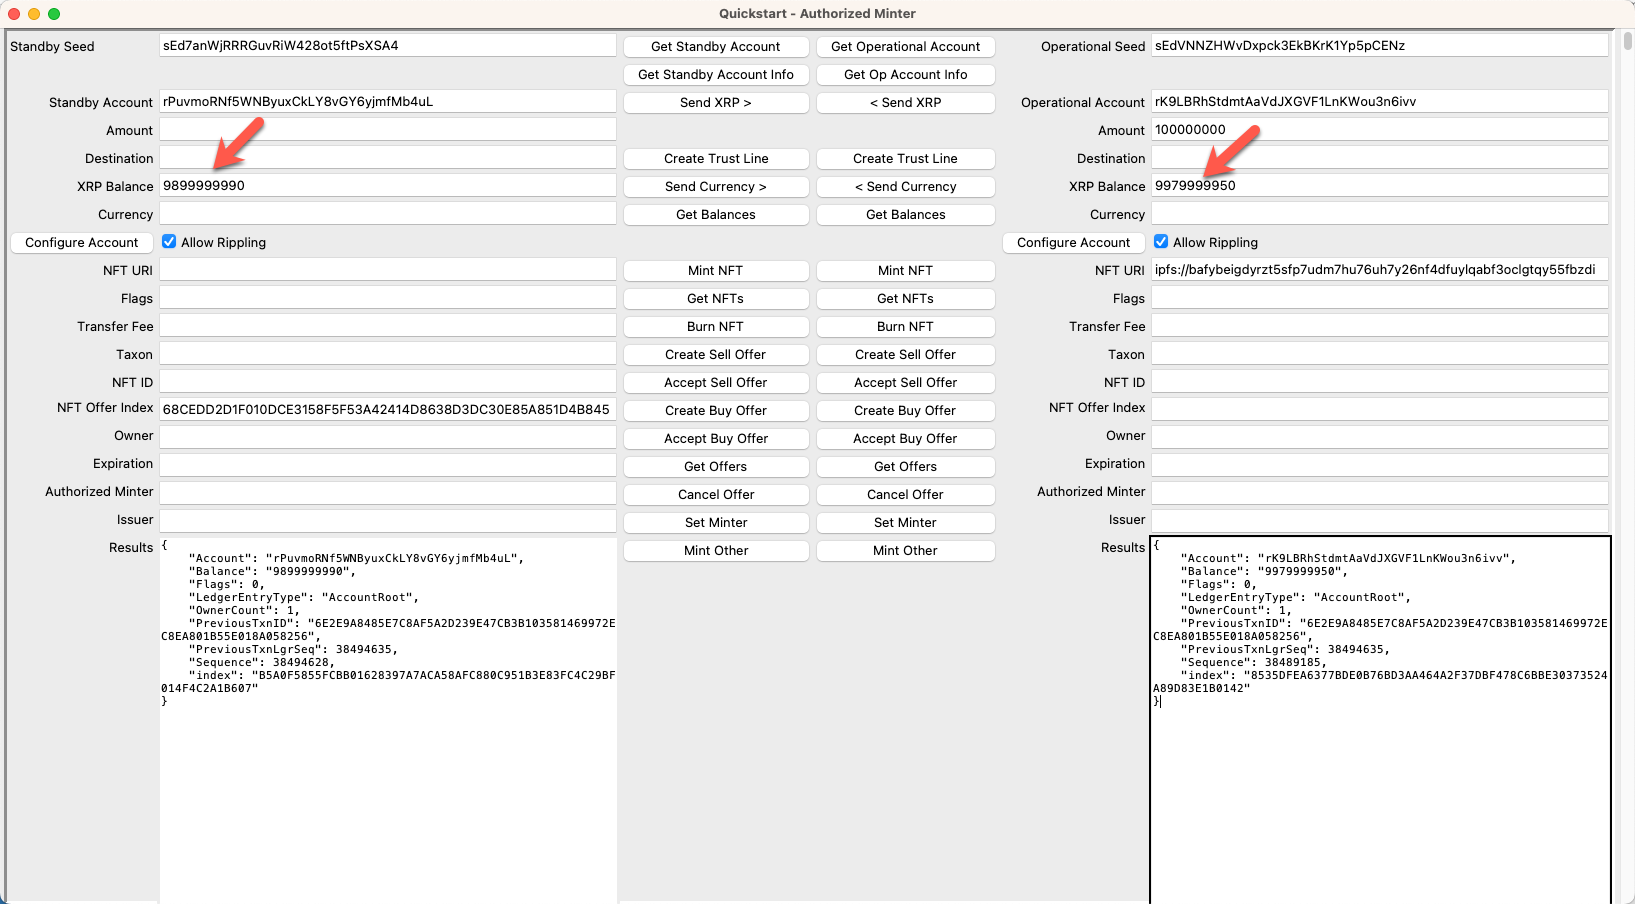 Quickstart - Authorized Minter
Standby Seed sEd7anWjRRRGuvRiW428ot5ftPsXSA4 Get Standby Account Get Operational Account Operational Seed sEdVNNZHWvDxpck3EkBKrK1Yp5pCENz
Get Standby Account Info Get Op Account Info
Standby Account rPuvmoRNf5WNByuxCkLY8vGY6yjmfMb4uL Send XRP > < Send XRP Operational Account rK9LBRhStdmtAaVdJXGVF1LnKWou3n6ivv
Amount Amount 100000000
Destination Create Trust Line Create Trust Line Destination
XRP Balance 9899999990 Send Currency > < Send Currency XRP Balance 9979999950
Currency Get Balances Get Balances Currency
Configure Account Allow Rippling Configure Account Allow Rippling
NFT URI Mint NFT Mint NFT NFT URI ipfs://bafybeigdyrzt5sfp7udm7hu76uh7y26nf4dfuylqabf3oclgtqy55fbzdi
Flags Get NFTs Get NFTs Flags
Transfer Fee Burn NFT Burn NFT Transfer Fee
Taxon Create Sell Offer Create Sell Offer Taxon
NFT ID Accept Sell Offer Accept Sell Offer NFT ID
NFT Offer Index 68CEDD2D1F010DCE3158F5F53A42414D8638D3DC30E85A851D4B845 Create Buy Offer Create Buy Offer NFT Offer Index
Owner Accept Buy Offer Accept Buy Offer Owner
Expiration Get Offers Get Offers Expiration
Authorized Minter Cancel Offer Cancel Offer Authorized Minter
Issuer Set Minter Set Minter Issuer
Results Mint Other Mint Other Results
{
"Account": "rPuvmoRNf5WNByuxCkLY8vGY6yjmfMb4uL",
"Balance": "9899999990",
"Flags": 0,
"LedgerEntryType": "AccountRoot",
"OwnerCount": 1,
"PreviousTxnID": "6E2E9A8485E7C8AF5A2D239E47CB3B103581469972E
C8EA801B55E018A058256",
"PreviousTxnLgrSeq": 38494635,
"Sequence": 38494628,
"index": "B5A0F5855FCBB01628397A7ACA58AFC880C951B3E83FC4C29BF
014F4C2A1B607"
}
{
"Account": "rK9LBRhStdmtAaVdJXGVF1LnKWou3n6ivv",
"Balance": "9979999950",
"Flags": 0,
"LedgerEntryType": "AccountRoot",
"OwnerCount": 1,
"PreviousTxnID": "6E2E9A8485E7C8AF5A2D239E47CB3B103581469972E
C8EA801B55E018A058256",
"PreviousTxnLgrSeq": 38494635,
"Sequence": 38489185,
"index": "8535DFEA6377BDE0B76BD3AA464A2F37DBF478C6BBE30373524
A89D83E1B0142"
}